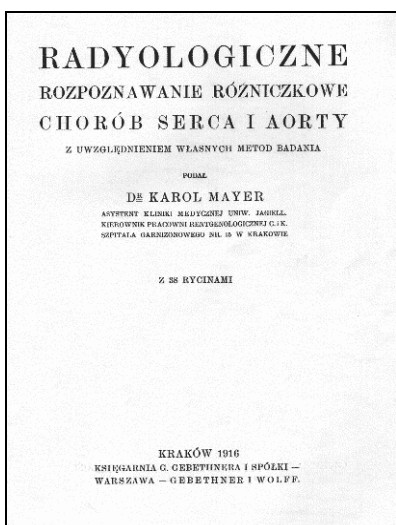 RADYOLOGICZNE
ROZPOZNAWANIE RÓŻNICZKOWE
CHORÓB SERCA I AORTY
Z UWZGLĘDNIENIEM WŁASNYCH METOD BADANIA
PODAŁ
DR KAROL MAYER
ASYSTENT KLINIKI MEDYCZNEJ UNIW. JAGIELL.
KIEROWNIK PRACOWNI RENTGENOLOGICZNEJ C. I K.
SZPITALA GARNIZONOWEGO NR. 15 W KRAKOWIE
Z 38 RYCINAMI
KRAKÓW 1916
KSIĘGARNIA G. GEBETHNERA I SPÓŁKI —
WARSZAWA — GEBETHNER I WOLFF.